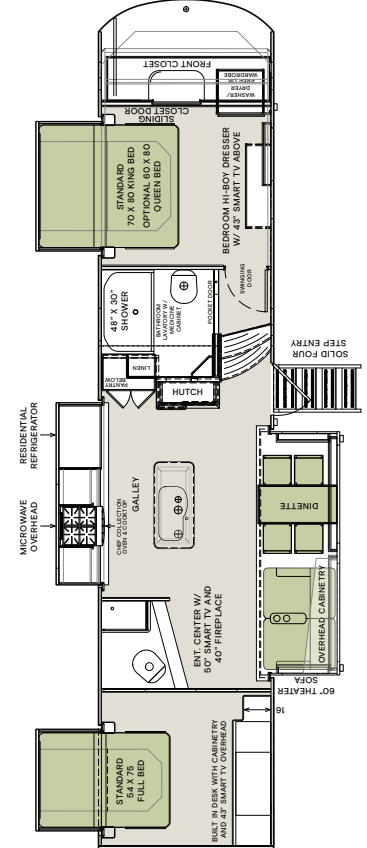 FRONT CLOSET
WASHER/
DRYER
PREP OR
WARDROBE
SLIDING
CLOSET DOOR
STANDARD
70 X 80 KING BED
OPTIONAL 60 X 80
QUEEN BED
BEDROOM HI-BOY DRESSER
W/ 43" SMART TV ABOVE
SWINGING
DOOR
48" X 30"
SHOWER
BATHROOM
LAVATORY W/
MEDICINE
CABINET
POCKET DOOR
LINEN
PANTRY
BELOW
HUTCH
SOLID FOUR
STEP ENTRY
RESIDENTIAL
REFRIGERATOR
MICROWAVE
OVERHEAD
CHEF COLLECTION
OVEN & COOKTOP
GALLEY
DINETTE
OVERHEAD CABINETRY
60" THEATER
SOFA
ENT. CENTER W/
50" SMART TV AND
40" FIREPLACE
16
STANDARD
54 X 75
FULL BED
BUILT IN DESK WITH CABINETRY
AND 43" SMART TV OVERHEAD